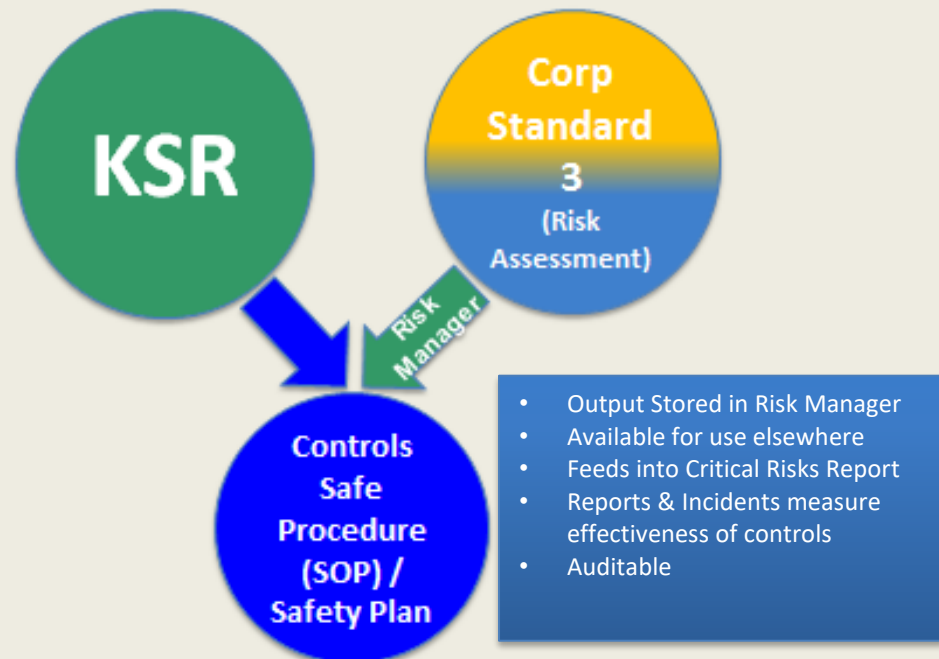 KSR
Corp
Standard
3
(Risk
Assessment)
Risk
Manager
Controls
Safe
Procedure
(SOP) /
Safety Plan
• Output Stored in Risk Manager
• Available for use elsewhere
• Feeds into Critical Risks Report
• Reports & Incidents measure
effectiveness of controls
• Auditable